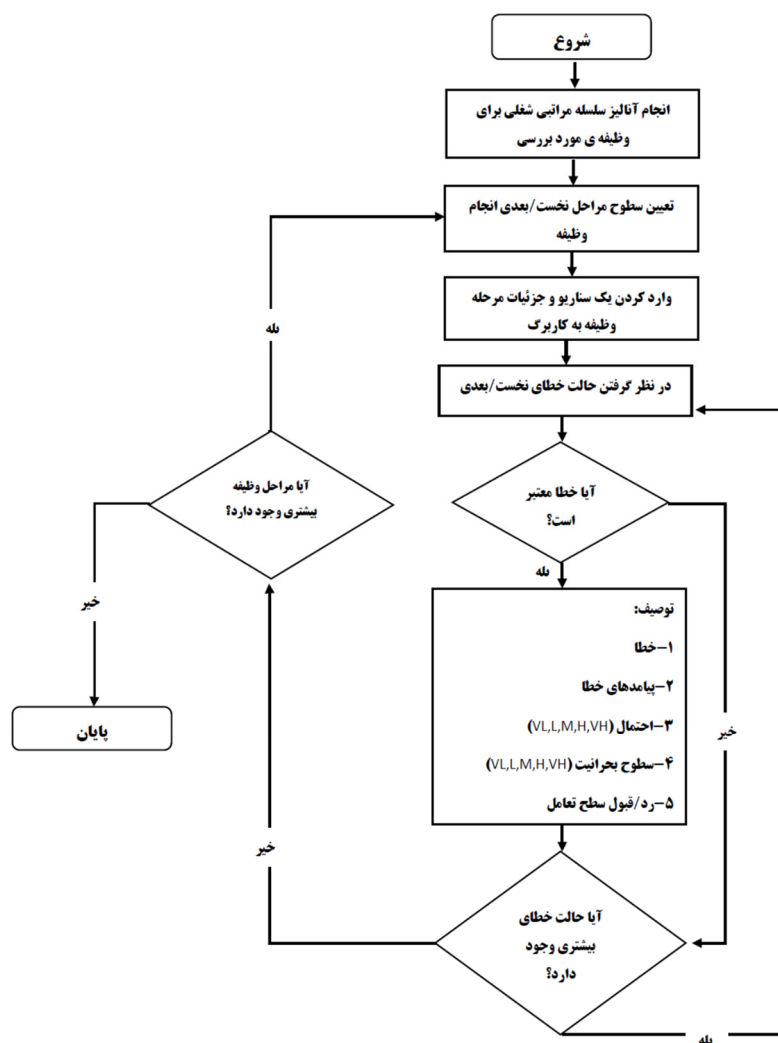 شروع
انجام آنالیز سلسله مراتبی شغلی برای
وظیفه ی مورد بررسی
تعیین سطوح مراحل نخست/بعدی انجام
وظیفه
وارد کردن یک سناریو و جزئیات مرحله
وظیفه به کاربرگ
در نظر گرفتن حالت خطای نخست/بعدی
بله
آیا مراحل وظیفه
بیشتری وجود دارد؟
آیا خطا معتبر
است؟
بله
خیر
توصیف:
۱-خطا
۲-پیامدهای خطا
۳-احتمال (VL,L,M,H,VH)
۴-سطوح بحرانیت (VL,L,M,H,VH)
۵-رد/قبول سطح تعامل
خیر
پایان
خیر
آیا حالت خطای
بیشتری وجود
دارد؟
بله